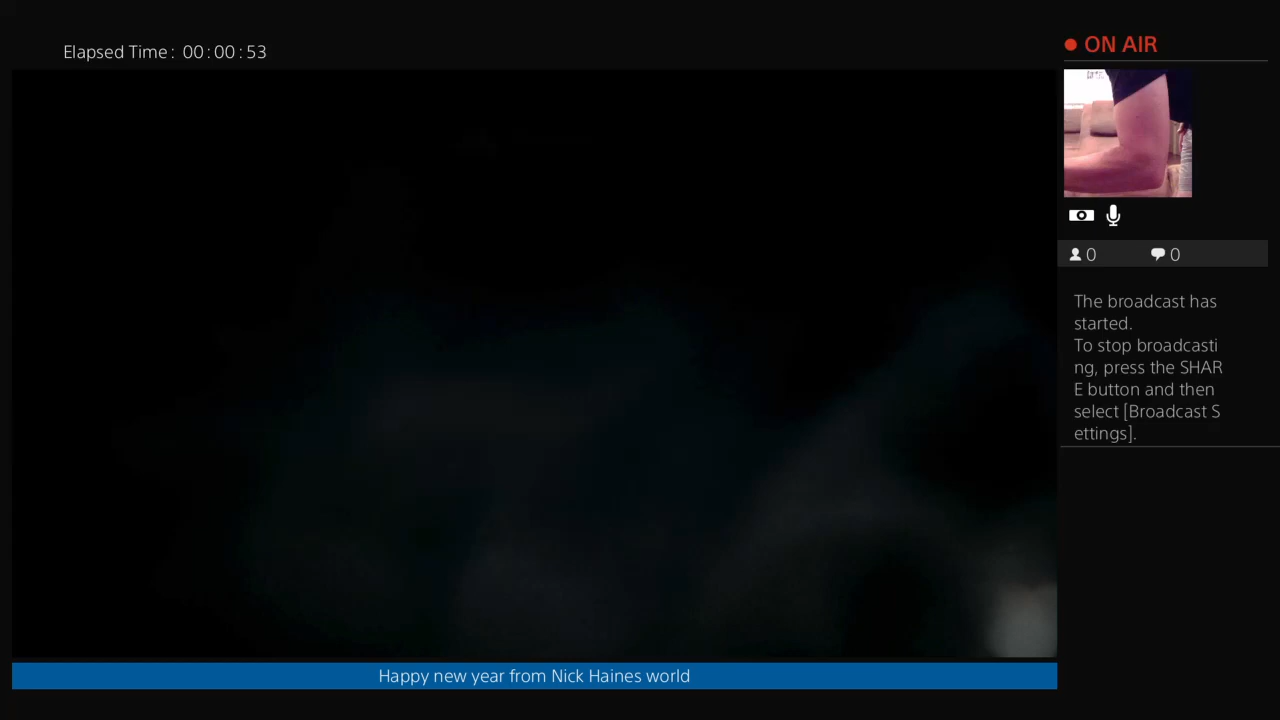 Elapsed Time: 00:00:53
ON AIR
0 0
The broadcast has
started.
To stop broadcasti
ng, press the SHAR
E button and then
select [Broadcast S
ettings].
Happy new year from Nick Haines world